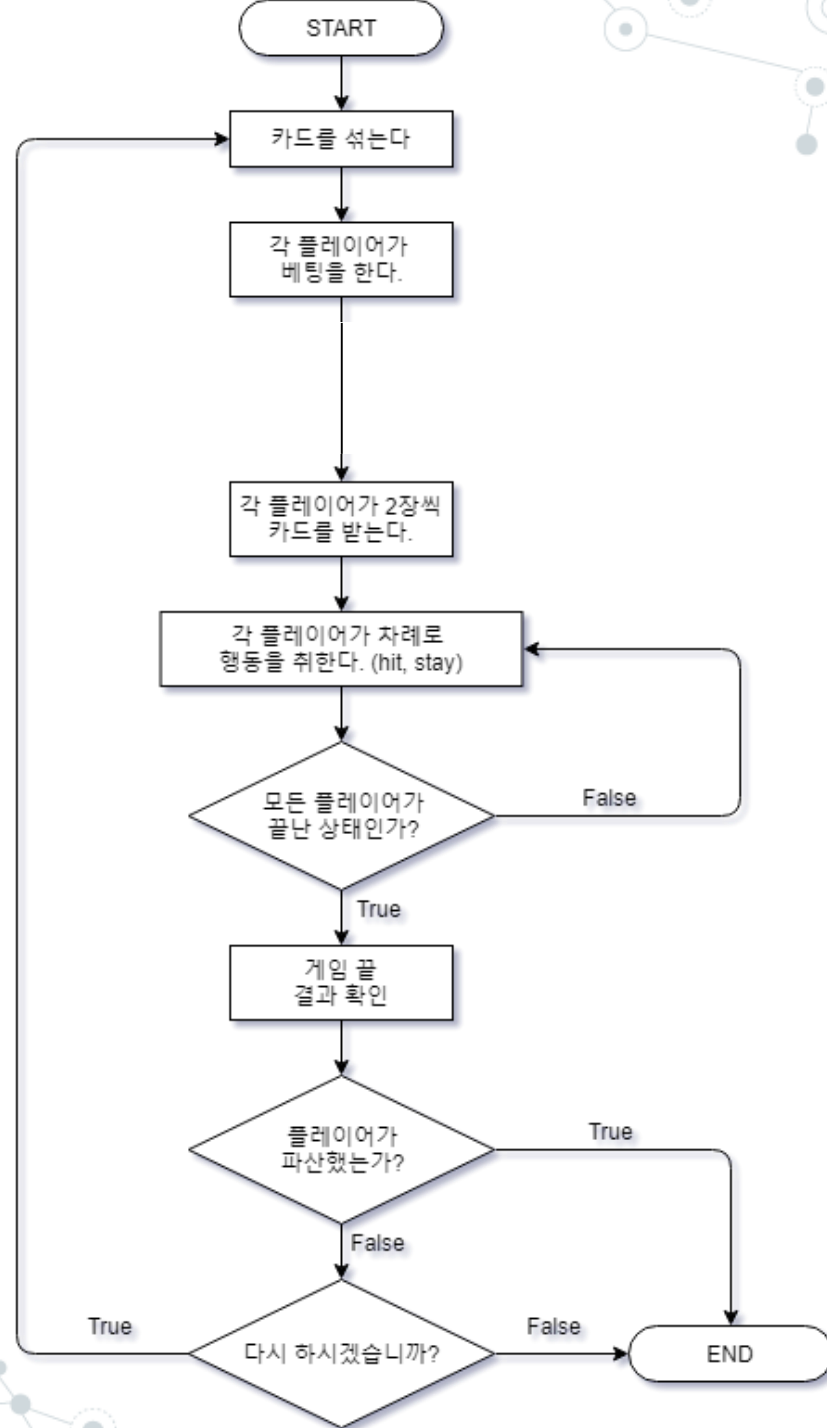 START
카드를 섞는다
각 플레이어가
베팅을 한다.
각 플레이어가 2장씩
카드를 받는다.
각 플레이어가 차례로
행동을 취한다. (hit, stay)
모든 플레이어가
끝난 상태인가?
False
True
게임 끝
결과 확인
플레이어가
파산했는가?
True
False
True
다시 하시겠습니까?
False
END